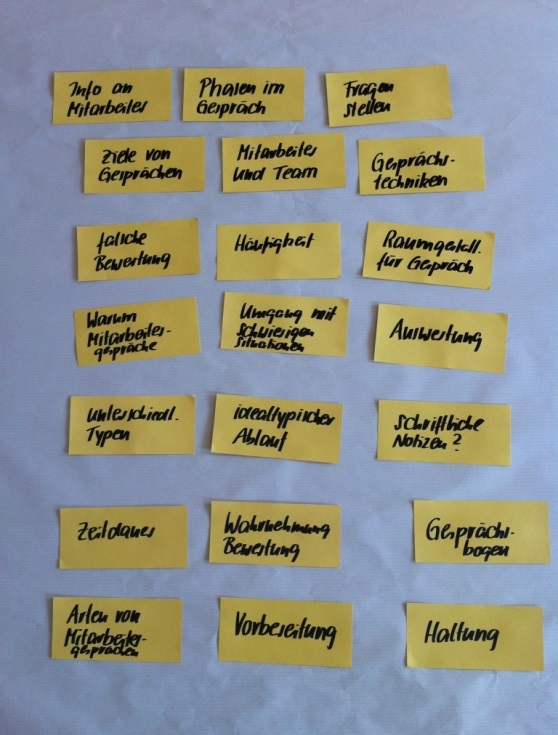 Info an
Mitarbeiter
Phasen im
Gespräch
Fragen
stellen
Ziele von
Gesprächen
Mitarbeiter
und Team
Gesprächs-
techniken
falsche
Bewertung
Häufigkeit
Raumgestalt.
für Gespräch
Warum
Mitarbeiter-
gespräche
Umgang mit
schwierigen
Situationen
Auswertung
unterschiedl.
Typen
idealtypischer
Ablauf
schriftliche
Notizen?
Zeitdauer
Wahrnehmung
Bewertung
Gesprächs-
bogen
Arten von
Mitarbeiter-
gesprächen
Vorbereitung
Haltung